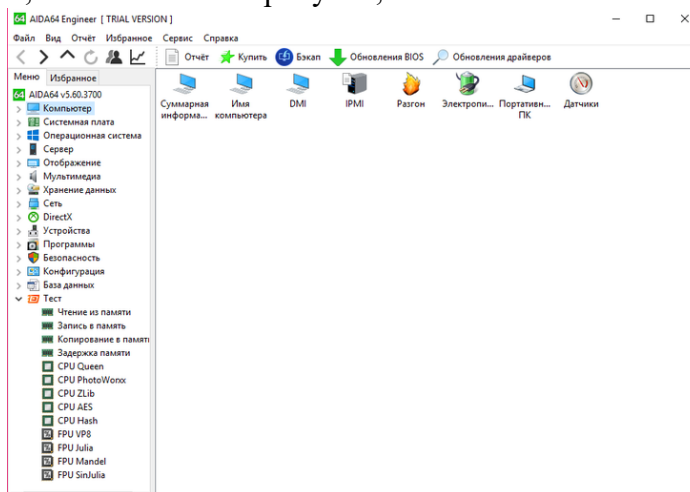 64 AIDA64 Engineer [ TRIAL VERSION ]
Файл Вид Отчёт Избранное Сервис Справка
Отчёт Купить Бэкап Обновления BIOS Обновления драйверов
Меню Избранное
64 AIDA64 v5.60.3700
Компьютер
Системная плата
Операционная система
Сервер
Отображение
Мультимедиа
Хранение данных
Сеть
DirectX
Устройства
Программы
Безопасность
Конфигурация
База данных
Тест
Чтение из памяти
Запись в память
Копирование в памят
Задержка памяти
CPU Queen
CPU PhotoWorxx
CPU ZLib
CPU AES
CPU Hash
FPU VP8
FPU Julia
FPU Mandel
FPU SinJulia
Суммарная информа...
Имя компьютера
DMI
IPMI
Разгон
Электропи...
Портативн... ПК
Датчики